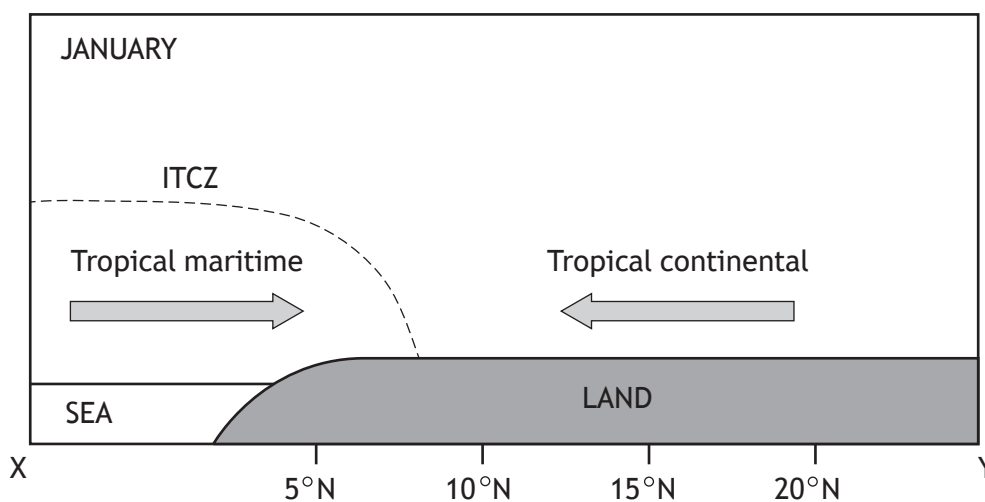 JANUARY
ITCZ
Tropical maritime
Tropical continental
LAND
SEA
X
Y
5°N
10°N
15°N
20°N